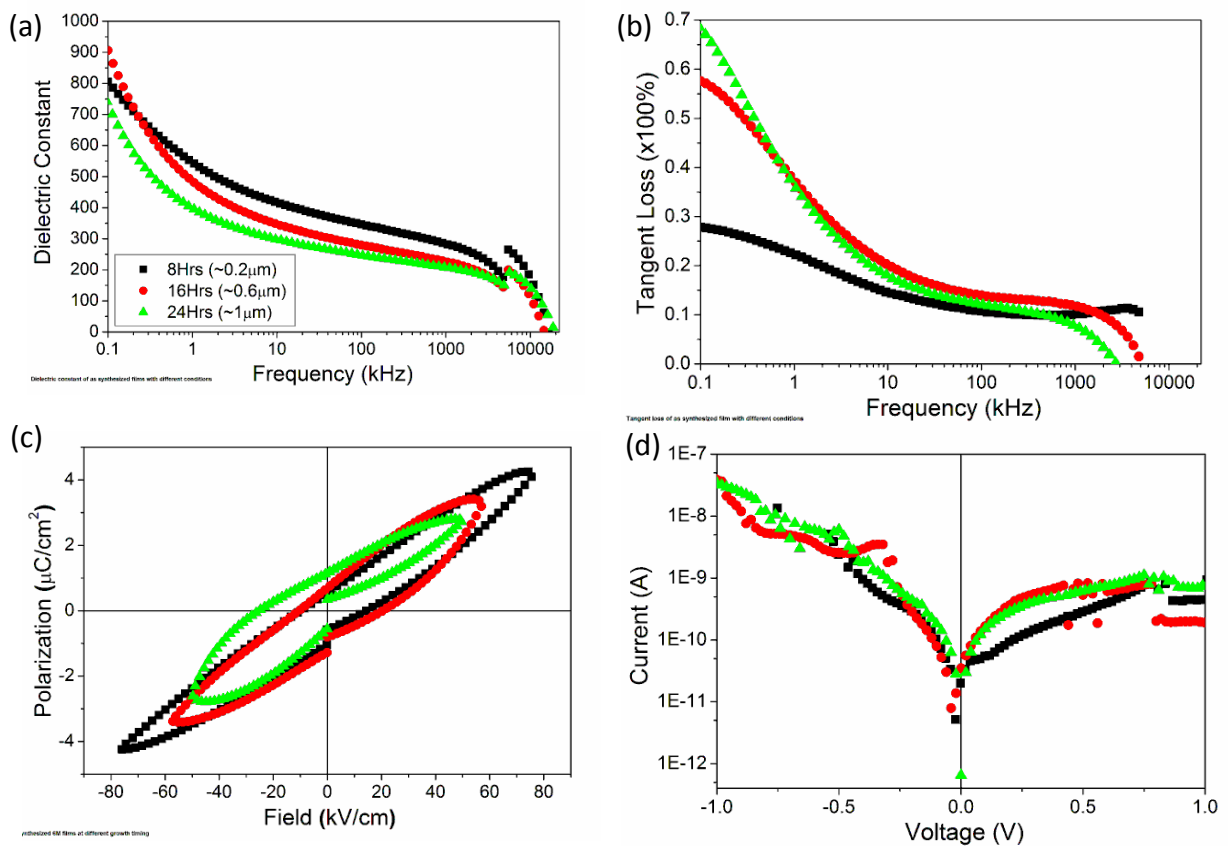 (a)
1000
900
800
700
600
500
400
300
200
100
0
Dielectric Constant
8Hrs (~0.2μm)
16Hrs (~0.6μm)
24Hrs (~1μm)
0.1 1 10 100 1000 10000
Frequency (kHz)
Dielectric constant of as synthesized films with different conditions
(b)
0.7
0.6
0.5
0.4
0.3
0.2
0.1
0.0
Tangent Loss (x100%)
0.1 1 10 100 1000 10000
Frequency (kHz)
Tangent loss of as synthesized film with different conditions
(c)
4
2
0
-2
-4
Polarization (μC/cm²)
-80 -60 -40 -20 0 20 40 60 80
Field (kV/cm)
ynthesized 6M films at different growth timing
(d)
1E-7
1E-8
1E-9
1E-10
1E-11
1E-12
Current (A)
-1.0 -0.5 0.0 0.5 1.0
Voltage (V)